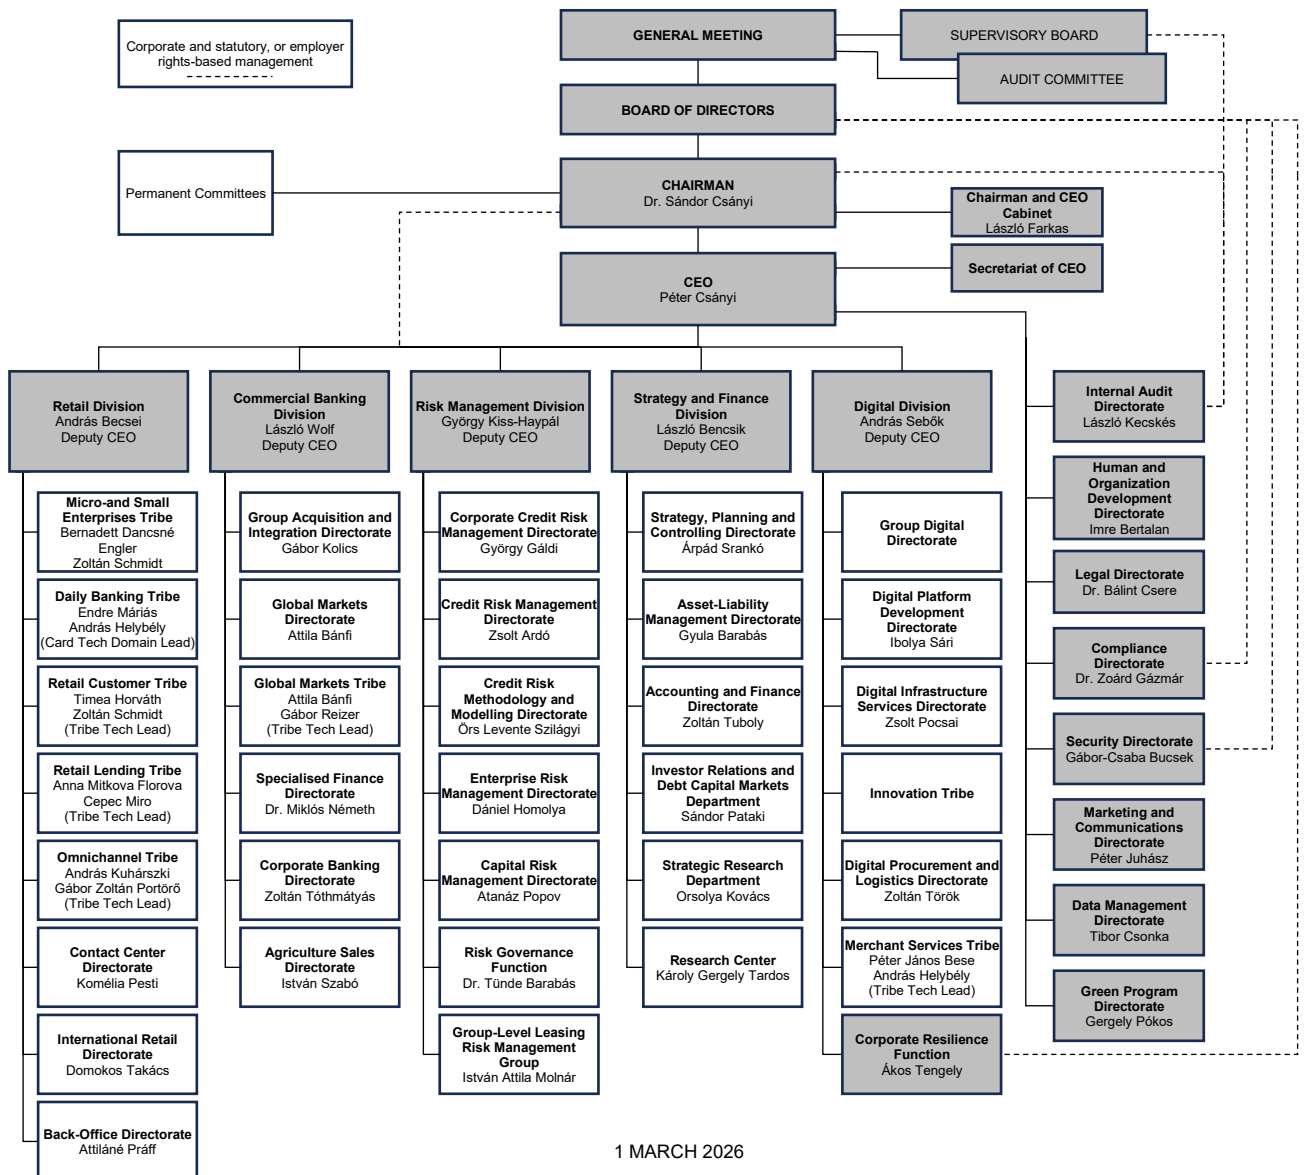 Corporate and statutory, or employer
rights-based management
GENERAL MEETING
SUPERVISORY BOARD
AUDIT COMMITTEE
BOARD OF DIRECTORS
Permanent Committees
CHAIRMAN
Dr. Sándor Csányi
Chairman and CEO
Cabinet
László Farkas
Secretariat of CEO
CEO
Péter Csányi
Retail Division
András Becsei
Deputy CEO
Commercial Banking
Division
László Wolf
Deputy CEO
Risk Management Division
György Kiss-Haypál
Deputy CEO
Strategy and Finance
Division
László Bencsik
Deputy CEO
Digital Division
András Sebők
Deputy CEO
Micro-and Small
Enterprises Tribe
Bernadett Dancsné
Engler
Zoltán Schmidt
Daily Banking Tribe
Endre Máriás
András Helybély
(Card Tech Domain Lead)
Retail Customer Tribe
Timea Horváth
Zoltán Schmidt
(Tribe Tech Lead)
Retail Lending Tribe
Anna Mitkova Florova
Cepec Miro
(Tribe Tech Lead)
Omnichannel Tribe
András Kuhárszki
Gábor Zoltán Portörő
(Tribe Tech Lead)
Contact Center
Directorate
Komélia Pesti
International Retail
Directorate
Domokos Takács
Back-Office Directorate
Attiláné Práff
Group Acquisition and
Integration Directorate
Gábor Kolics
Global Markets
Directorate
Attila Bánfi
Global Markets Tribe
Attila Bánfi
Gábor Reizer
(Tribe Tech Lead)
Specialised Finance
Directorate
Dr. Miklós Németh
Corporate Banking
Directorate
Zoltán Tóthmátyás
Agriculture Sales
Directorate
István Szabó
Corporate Credit Risk
Management Directorate
György Gáldi
Credit Risk Management
Directorate
Zsolt Ardó
Credit Risk
Methodology and
Modelling Directorate
Örs Levente Szilágyi
Enterprise Risk
Management Directorate
Dániel Homolya
Capital Risk
Management Directorate
Atanáz Popov
Risk Governance
Function
Dr. Tünde Barabás
Group-Level Leasing
Risk Management
Group
István Attila Molnár
Strategy, Planning and
Controlling Directorate
Árpád Srankó
Asset-Liability
Management Directorate
Gyula Barabás
Accounting and Finance
Directorate
Zoltán Tuboly
Investor Relations and
Debt Capital Markets
Department
Sándor Pataki
Strategic Research
Department
Orsolya Kovács
Research Center
Károly Gergely Tardos
Group Digital
Directorate
Digital Platform
Development
Directorate
Ibolya Sári
Digital Infrastructure
Services Directorate
Zsolt Pocsai
Innovation Tribe
Digital Procurement and
Logistics Directorate
Zoltán Török
Merchant Services Tribe
Péter János Bese
András Helybély
(Tribe Tech Lead)
Corporate Resilience
Function
Ákos Tengely
Internal Audit
Directorate
László Kecskés
Human and
Organization
Development
Directorate
Imre Bertalan
Legal Directorate
Dr. Bálint Csere
Compliance
Directorate
Dr. Zoárd Gázmár
Security Directorate
Gábor-Csaba Bucsek
Marketing and
Communications
Directorate
Péter Juhász
Data Management
Directorate
Tibor Csonka
Green Program
Directorate
Gergely Pókos
1 MARCH 2026